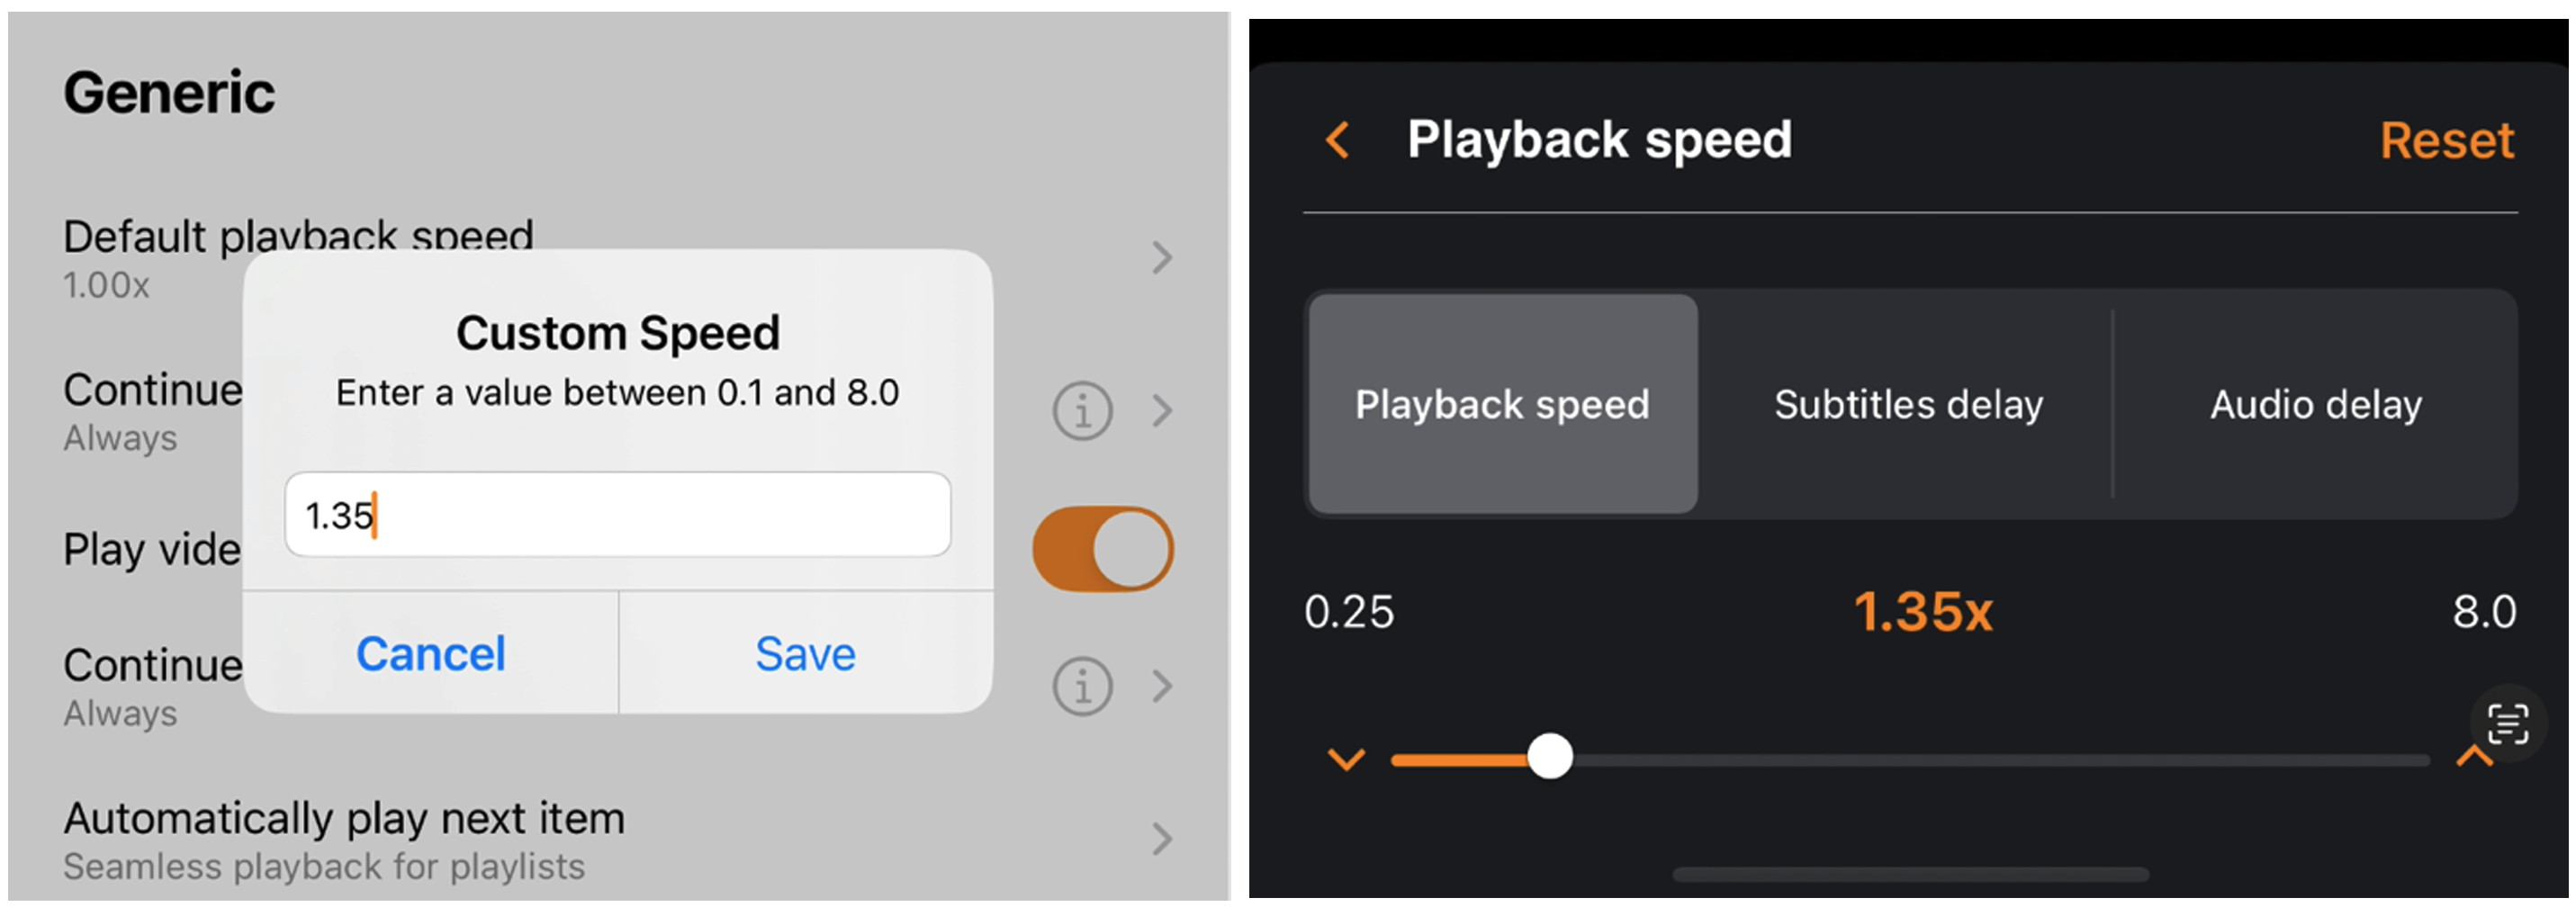 Generic
Default playback speed
1.00x
Continue
Always
Play vide
Continue
Always
Automatically play next item
Seamless playback for playlists
Custom Speed
Enter a value between 0.1 and 8.0
1.35
Cancel Save
Playback speed Reset
Playback speed Subtitles delay Audio delay
0.25 1.35x 8.0